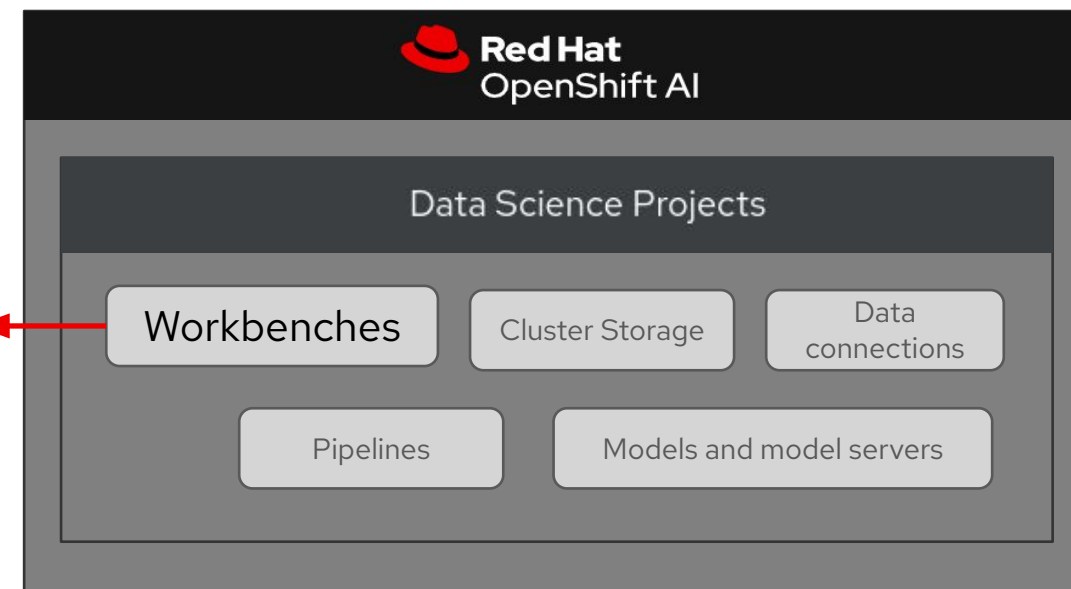 Red Hat
OpenShift AI
Data Science Projects
Workbenches
Cluster Storage
Data
connections
Pipelines
Models and model servers